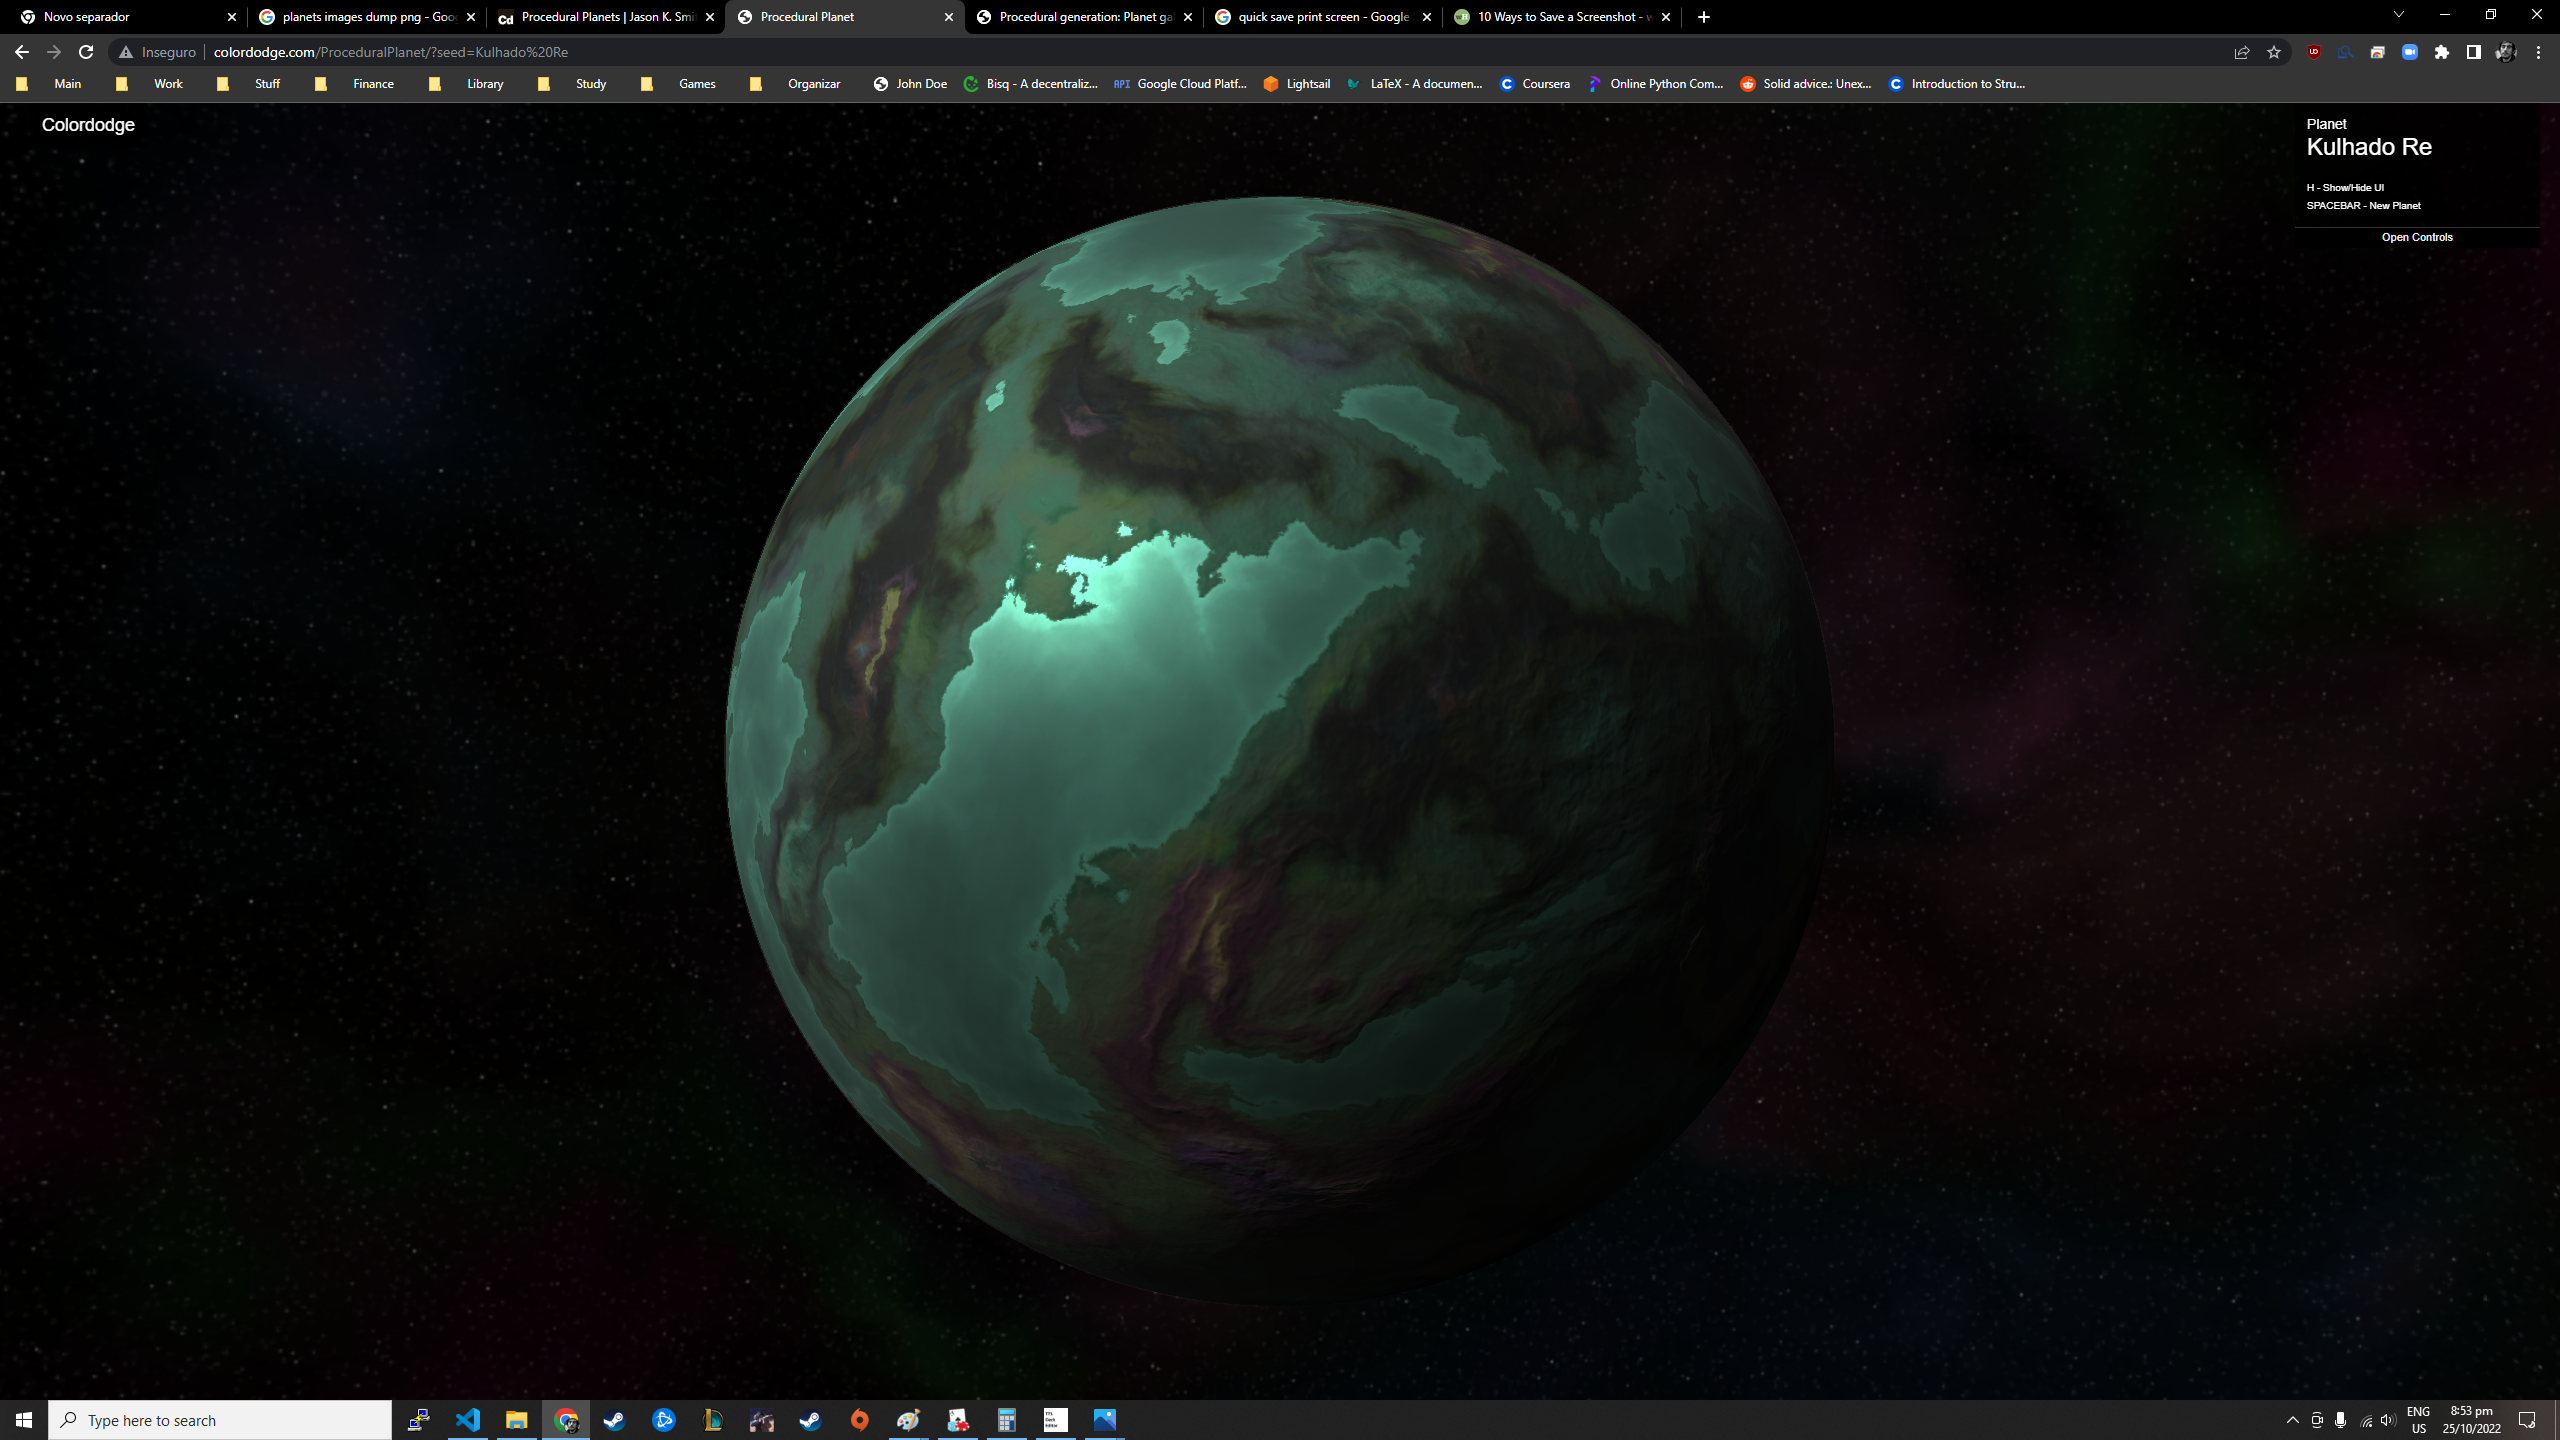 Novo separador
planets images dump png - Goo
Procedural Planets | Jason K. Smi
Procedural Planet
Procedural generation: Planet ga
quick save print screen - Google
10 Ways to Save a Screenshot - w
Inseguro
colordodge.com/ProceduralPlanet/?seed=Kulhado%20Re
Main
Work
Stuff
Finance
Library
Study
Games
Organizar
John Doe
Bisq - A decentraliz...
API
Google Cloud Platf...
Lightsail
LaTeX - A documen...
Coursera
Online Python Com...
Solid advice.: Unex...
Introduction to Stru...
Colordodge
Planet
Kulhado Re
H - Show/Hide UI
SPACEBAR - New Planet
Open Controls
Type here to search
TTS
Deck
Editor
ENG
US
8:53 pm
25/10/2022